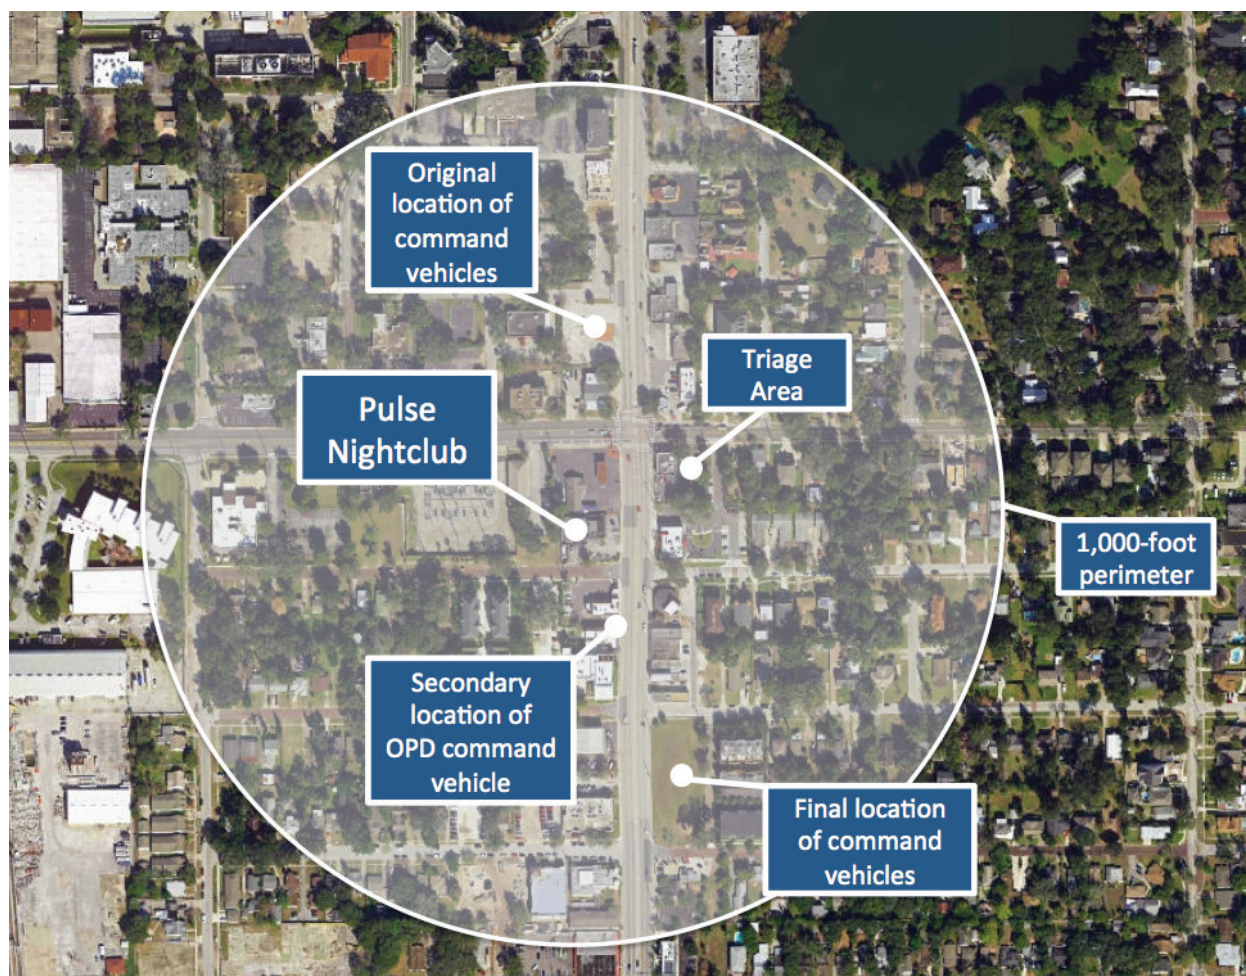 Original
location of
command
vehicles
Triage
Area
Pulse
Nightclub
1,000-foot
perimeter
Secondary
location of
OPD command
vehicle
Final location
of command
vehicles